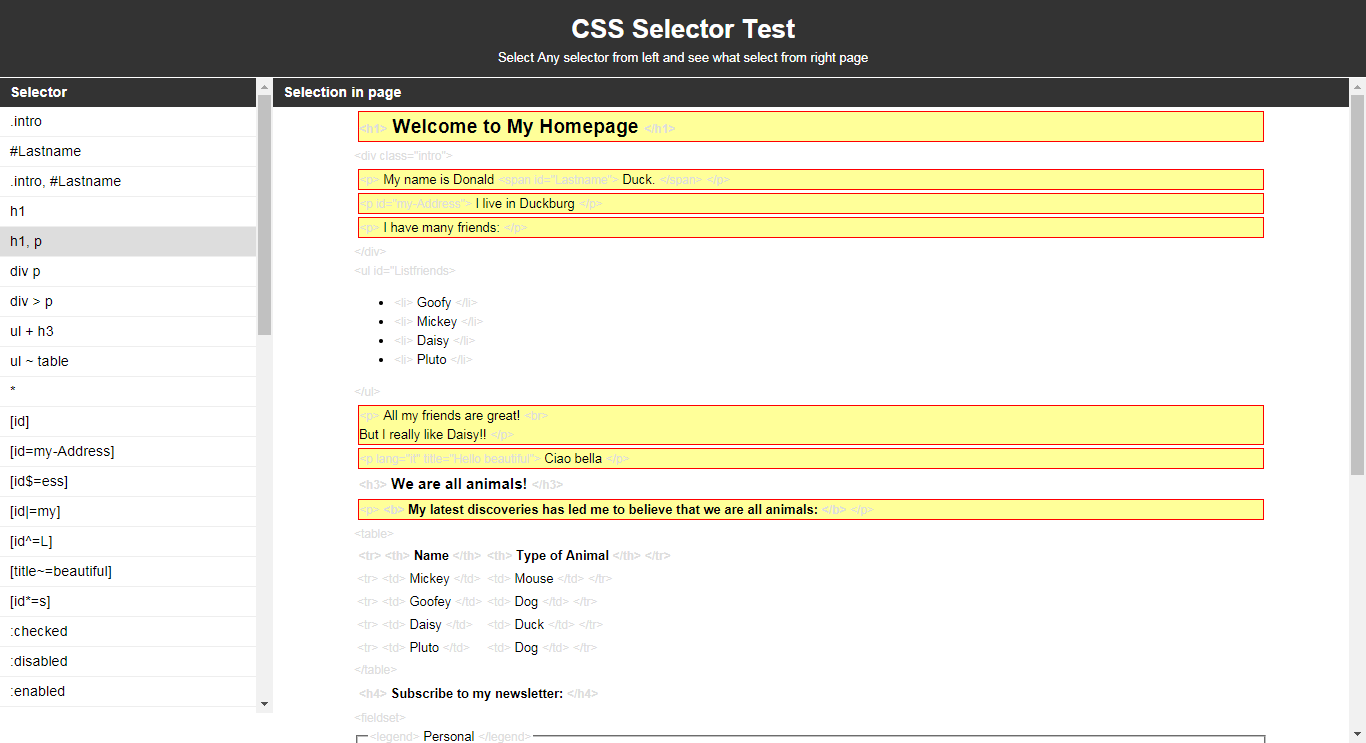 CSS Selector Test
Select Any selector from left and see what select from right page
Selector
.intro
#Lastname
.intro, #Lastname
h1
h1, p
div p
div > p
ul + h3
ul ~ table
*
[id]
[id=my-Address]
[id$=ess]
[id|=my]
[id^=L]
[title~=beautiful]
[id*=s]
:checked
:disabled
:enabled
Selection in page
<h1> Welcome to My Homepage </h1>
<div class="intro">
<p> My name is Donald <span id="Lastname"> Duck. </span> </p>
<p id="my-Address"> I live in Duckburg </p>
<p> I have many friends: </p>
</div>
<ul id="Listfriends>
<li> Goofy </li>
<li> Mickey </li>
<li> Daisy </li>
<li> Pluto </li>
</ul>
<p> All my friends are great! <br>
But I really like Daisy!! </p>
<p lang="it" title="Hello beautiful"> Ciao bella </p>
<h3> We are all animals! </h3>
<p> <b> My latest discoveries has led me to believe that we are all animals: </b> </p>
<table>
<tr> <th> Name </th> <th> Type of Animal </th> </tr>
<tr> <td> Mickey </td> <td> Mouse </td> </tr>
<tr> <td> Goofey </td> <td> Dog </td> </tr>
<tr> <td> Daisy </td> <td> Duck </td> </tr>
<tr> <td> Pluto </td> <td> Dog </td> </tr>
</table>
<h4> Subscribe to my newsletter: </h4>
<fieldset>
<legend> Personal </legend>